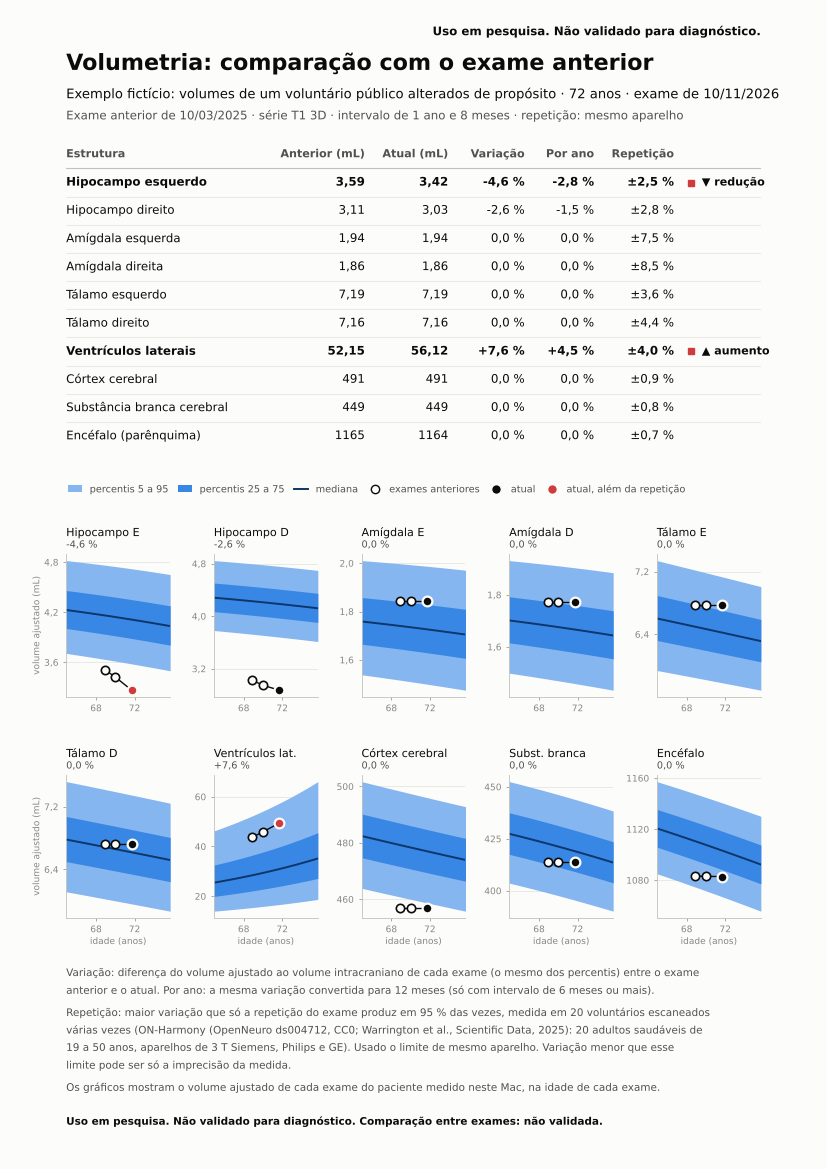 Uso em pesquisa. Não validado para diagnóstico.
Volumetria: comparação com o exame anterior
Exemplo fictício: volumes de um voluntário público alterados de propósito · 72 anos · exame de 10/11/2026
Exame anterior de 10/03/2025 · série T1 3D · intervalo de 1 ano e 8 meses · repetição: mesmo aparelho
Estrutura Anterior (mL) Atual (mL) Variação Por ano Repetição
Hipocampo esquerdo 3,59 3,42 -4,6 % -2,8 % ±2,5 % ▼ redução
Hipocampo direito 3,11 3,03 -2,6 % -1,5 % ±2,8 %
Amígdala esquerda 1,94 1,94 0,0 % 0,0 % ±7,5 %
Amígdala direita 1,86 1,86 0,0 % 0,0 % ±8,5 %
Tálamo esquerdo 7,19 7,19 0,0 % 0,0 % ±3,6 %
Tálamo direito 7,16 7,16 0,0 % 0,0 % ±4,4 %
Ventrículos laterais 52,15 56,12 +7,6 % +4,5 % ±4,0 % ▲ aumento
Córtex cerebral 491 491 0,0 % 0,0 % ±0,9 %
Substância branca cerebral 449 449 0,0 % 0,0 % ±0,8 %
Encéfalo (parênquima) 1165 1164 0,0 % 0,0 % ±0,7 %
percentis 5 a 95 percentis 25 a 75 mediana exames anteriores atual atual, além da repetição
Hipocampo E Hipocampo D Amígdala E Amígdala D Tálamo E
-4,6 % -2,6 % 0,0 % 0,0 % 0,0 %
volume ajustado (mL)
4,8 4,2 3,6
4,8 4,0 3,2
2,0 1,8 1,6
1,8 1,6
7,2 6,4
68 72 68 72 68 72 68 72 68 72
Tálamo D Ventrículos lat. Córtex cerebral Subst. branca Encéfalo
0,0 % +7,6 % 0,0 % 0,0 % 0,0 %
volume ajustado (mL)
7,2 6,4
60 40 20
500 480 460
450 425 400
1160 1120 1080
68 72 68 72 68 72 68 72 68 72
idade (anos) idade (anos) idade (anos) idade (anos) idade (anos)
Variação: diferença do volume ajustado ao volume intracraniano de cada exame (o mesmo dos percentis) entre o exame
anterior e o atual. Por ano: a mesma variação convertida para 12 meses (só com intervalo de 6 meses ou mais).
Repetição: maior variação que só a repetição do exame produz em 95 % das vezes, medida em 20 voluntários escaneados
várias vezes (ON-Harmony (OpenNeuro ds004712, CC0; Warrington et al., Scientific Data, 2025): 20 adultos saudáveis de
19 a 50 anos, aparelhos de 3 T Siemens, Philips e GE). Usado o limite de mesmo aparelho. Variação menor que esse
limite pode ser só a imprecisão da medida.
Os gráficos mostram o volume ajustado de cada exame do paciente medido neste Mac, na idade de cada exame.
Uso em pesquisa. Não validado para diagnóstico. Comparação entre exames: não validada.